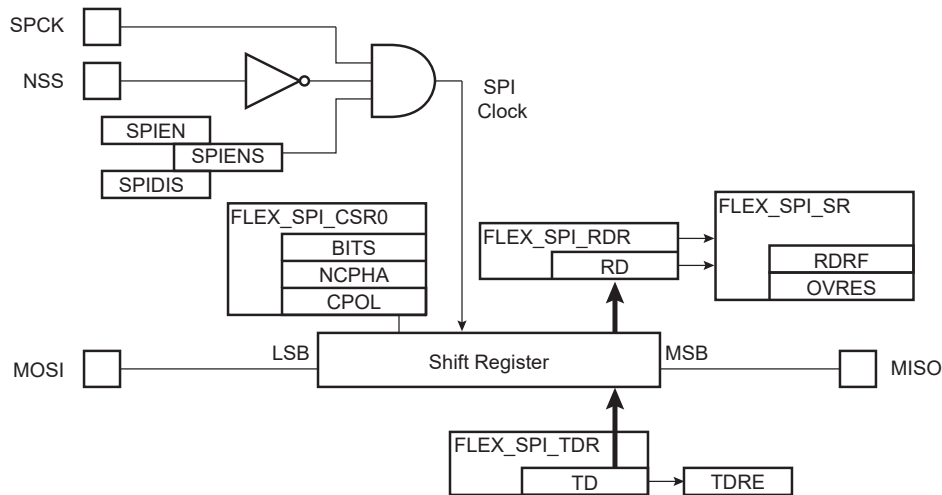 SPCK
NSS
SPI
Clock
SPIEN
SPIENS
SPIDIS
FLEX_SPI_CSR0
BITS
NCPHA
CPOL
FLEX_SPI_RDR
RD
FLEX_SPI_SR
RDRF
OVRES
MOSI
LSB
Shift Register
MSB
MISO
FLEX_SPI_TDR
TD
TDRE